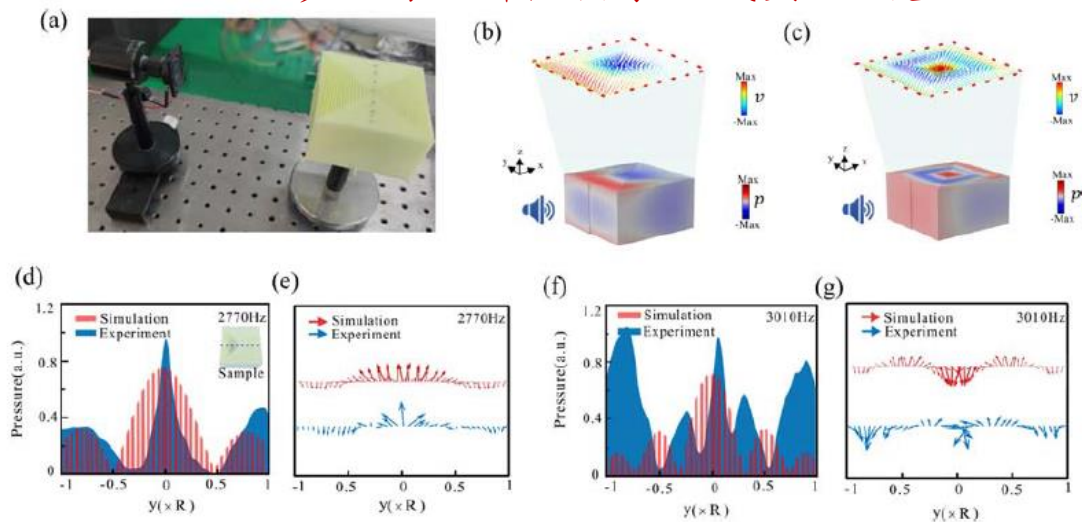 (a)
(b)
Max
v
-Max
z
y
x
Max
p
-Max
(c)
Max
v
-Max
z
y
x
Max
p
-Max
(d)
1.2
0.8
0.4
0
Pressure(a.u.)
Simulation
Experiment
2770Hz
Sample
-1
-0.5
0
0.5
1
y(×R)
(e)
Simulation
Experiment
2770Hz
-1
-0.5
0
0.5
1
y(×R)
(f)
1.2
0.8
0.4
0
Pressure(a.u.)
Simulation
Experiment
3010Hz
-1
-0.5
0
0.5
1
y(×R)
(g)
Simulation
Experiment
3010Hz
-1
-0.5
0
0.5
1
y(×R)